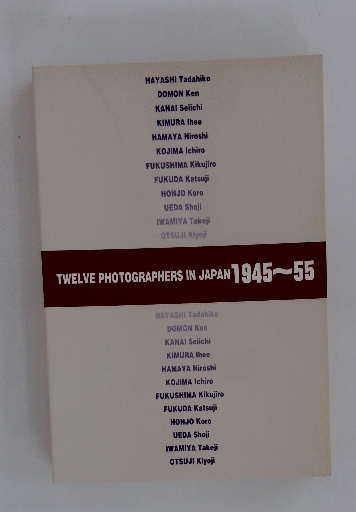 HAYASHI Tadahiko
DOMON Ken
KANAI Seiichi
KIMURA Ihee
HAMAYA Hiroshi
KOJIMA Ichiro
FUKUSHIMA Kikujiro
FUKUDA Katsuji
HONJO Koro
UEDA Shoji
IWAMIYA Takeji
OTSUJI Kiyoji
TWELVE PHOTOGRAPHERS IN JAPAN 1945〜55
HAYASHI Tadahiko
DOMON Ken
KANAI Seiichi
KIMURA Ihee
HAMAYA Hiroshi
KOJIMA Ichiro
FUKUSHIMA Kikujiro
FUKUDA Katsuji
HONJO Koro
UEDA Shoji
IWAMIYA Takeji
OTSUJI Kiyoji